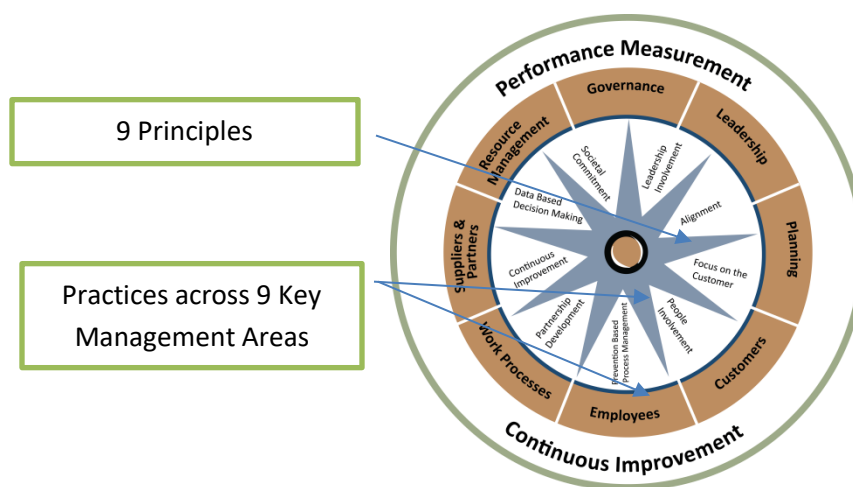 Performance Measurement
Governance
Leadership
Planning
Customers
Employees
Work Processes
Suppliers &
Partners
Resource
Management
9 Principles
Practices across 9 Key
Management Areas
Societal
Commitment
Leadership
Involvement
Alignment
Focus on the
Customer
People
Involvement
Prevention Based
Process Management
Partnership
Development
Continuous
Improvement
Data Based
Decision Making
Continuous Improvement